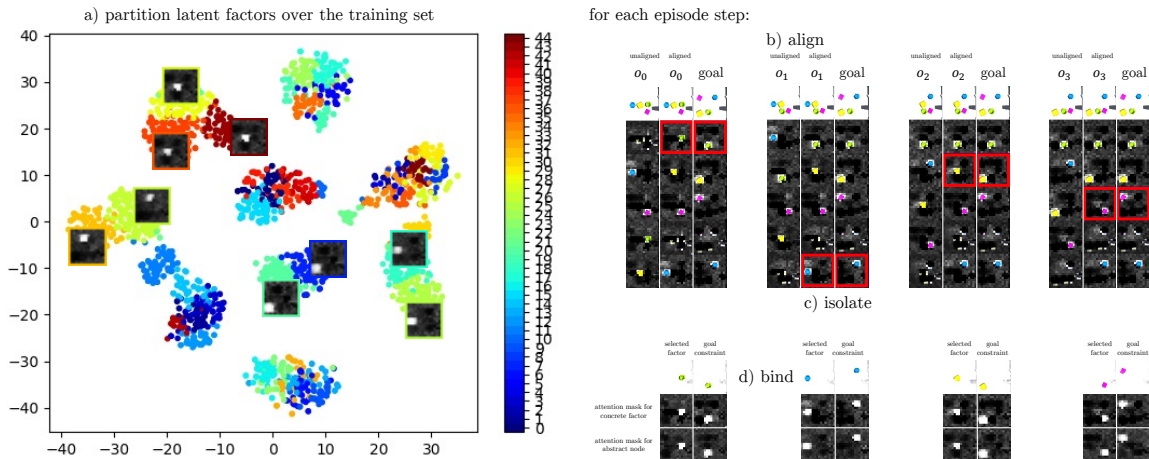 a) partition latent factors over the training set
40
30
20
10
0
−10
−20
−30
−40
−40
−30
−20
−10
0
10
20
30
44
42
41
40
39
38
36
35
34
33
32
31
30
29
28
26
25
24
23
22
21
20
19
18
17
16
15
14
13
12
10
9
8
7
6
5
4
3
2
1
0
for each episode step:
b) align
unaligned aligned
o0 o0 goal
unaligned aligned
o1 o1 goal
unaligned aligned
o2 o2 goal
unaligned aligned
o3 o3 goal
c) isolate
selected factor
goal constraint
selected factor
goal constraint
selected factor
goal constraint
selected factor
goal constraint
d) bind
attention mask for
concrete factor
attention mask for
abstract node